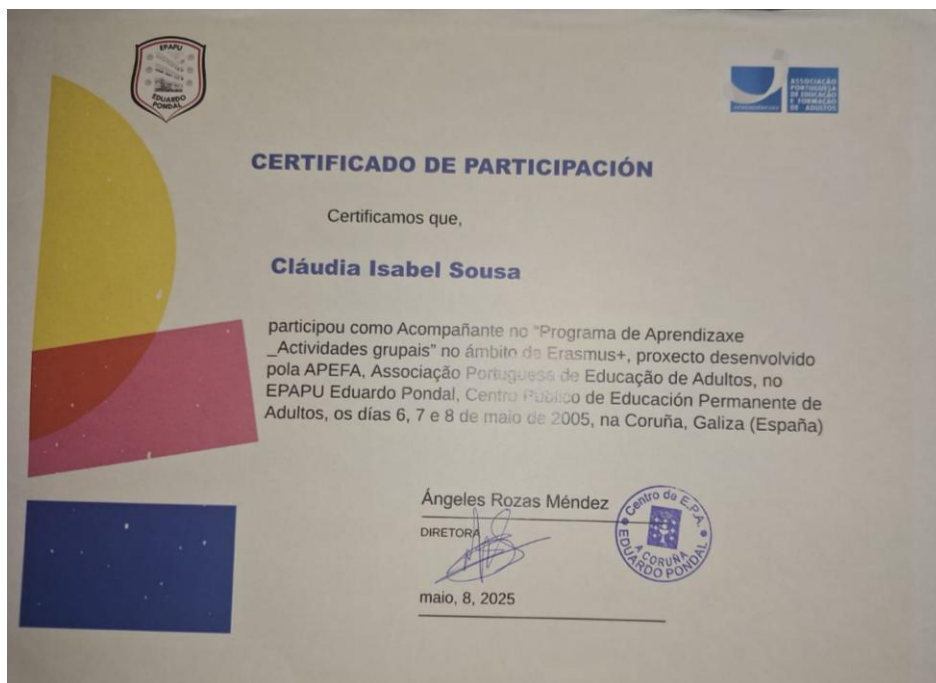 EPAPU
EDUARDO
PONDAL
ASSOCIAÇÃO
PORTUGUESA
DE EDUCAÇÃO
E FORMAÇÃO
DE ADULTOS
CERTIFICADO DE PARTICIPACIÓN
Certificamos que,
Cláudia Isabel Sousa
participou como Acompañante no “Programa de Aprendizaxe
_Actividades grupais” no ámbito de Erasmus+, proxecto desenvolvido
pola APEFA, Associação Portuguesa de Educação de Adultos, no
EPAPU Eduardo Pondal, Centro Público de Educación Permanente de
Adultos, os días 6, 7 e 8 de maio de 2005, na Coruña, Galiza (España)
Ángeles Rozas Méndez
DIRETORA
Centro de E.P.A.
A CORUÑA
EDUARDO PONDAL
maio, 8, 2025